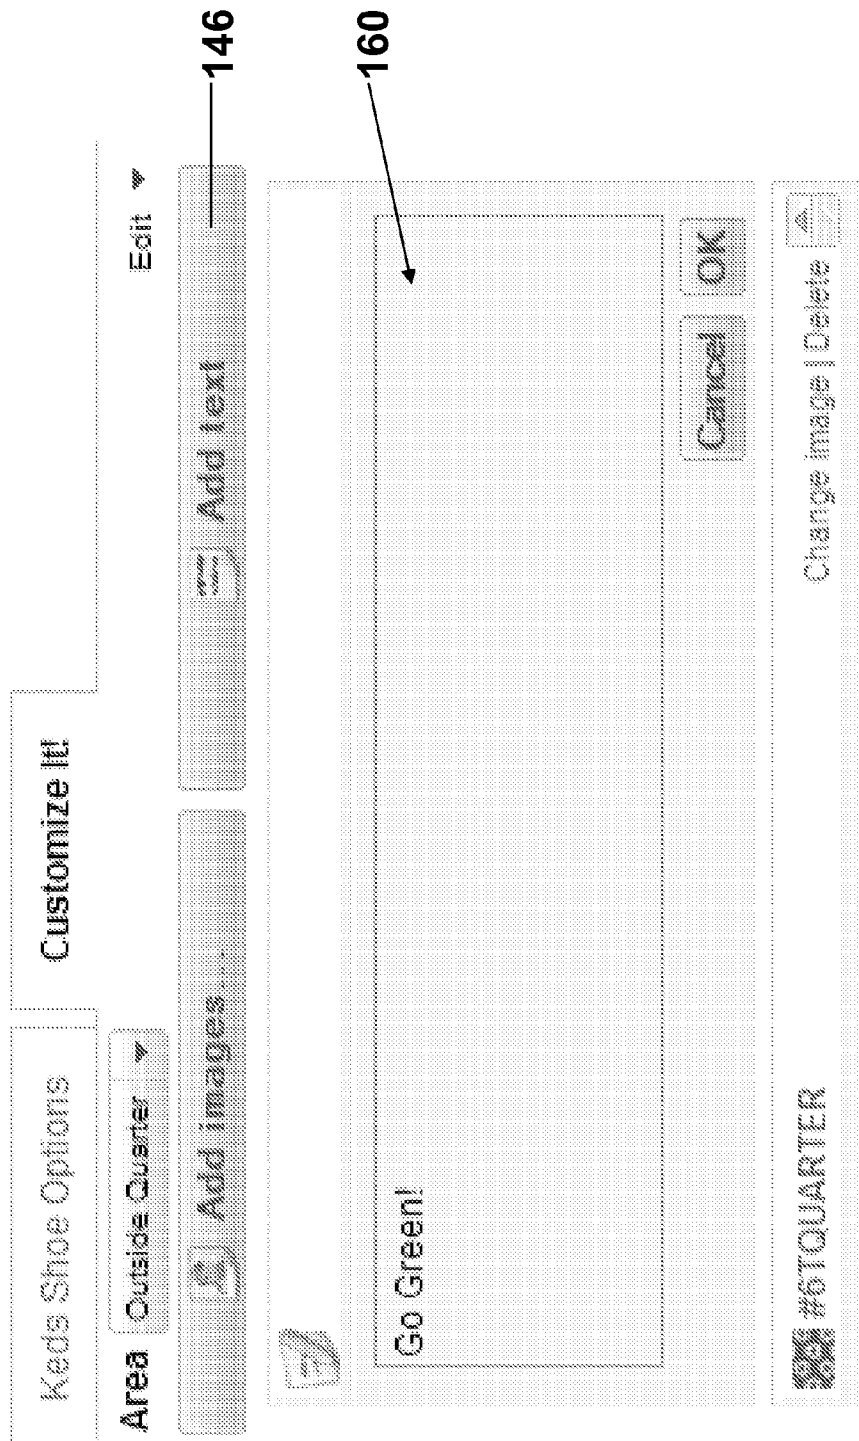 Keds Shoe Options
Customize It!
Area Outside Quarter
Edit
Add images...
Add text
146
Go Green!
160
Cancel
OK
#6TQUARTER
Change image | Delete